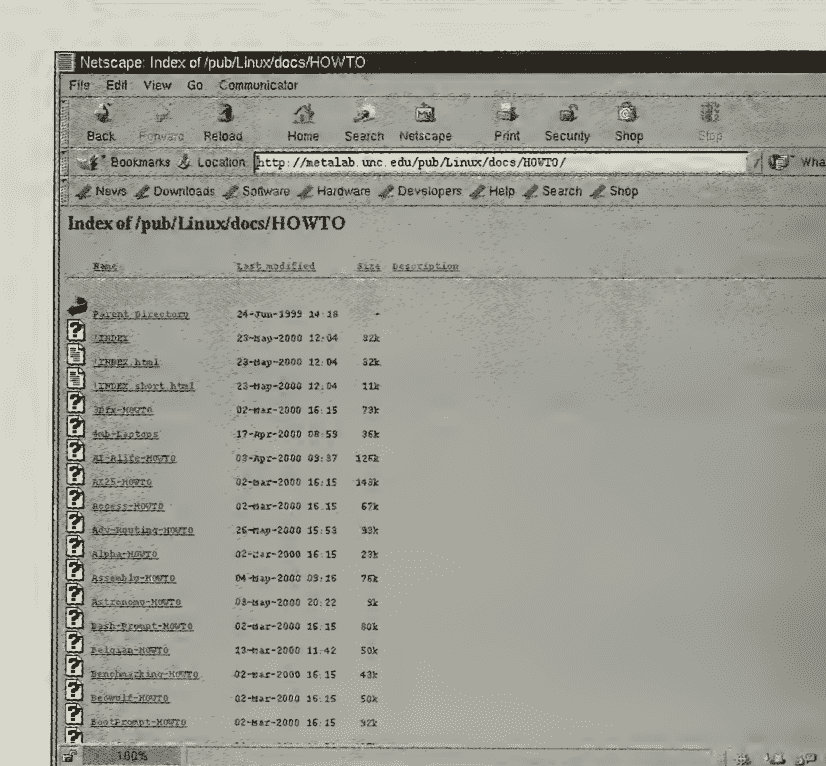 Netscape: Index of /pub/Linux/docs/HOWTO
File Edit View Go Communicator
Back Forward Reload Home Search Netscape Print Security Shop Stop
Bookmarks Location: http://metalab.unc.edu/pub/Linux/docs/HOWTO/ Wha
News Downloads Software Hardware Developers Help Search Shop
Index of /pub/Linux/docs/HOWTO
Name Last modified Size Description
Parent Directory 24-Jun-1999 14:18 -
!INDEX 23-May-2000 12:04 32k
!INDEX.html 23-May-2000 12:04 32k
!INDEX.short.html 23-May-2000 12:04 11k
3Dfx-HOWTO 02-Mar-2000 16:15 73k
4mb-Laptops 17-Apr-2000 08:59 36k
AI-Alife-HOWTO 03-Apr-2000 09:37
AX25-HOWTO 02-Mar-2000 16:15
Access-HOWTO 02-Mar-2000 16:15 67k
Adv-Routing-HOWTO 26-May-2000 15:53
Alpha-HOWTO 02-Mar-2000 16:15 23k
Assembly-HOWTO 04-May-2000 09:16 76k
Astronomy-HOWTO 03-May-2000 20:22 9k
Bash-Prompt-HOWTO 02-Mar-2000 16:15 80k
Belgian-HOWTO 13-Mar-2000 11:42 50k
Benchmarking-HOWTO 02-Mar-2000 16:15 43k
Beowulf-HOWTO 02-Mar-2000 16:15 50k
BootPrompt-HOWTO 02-Mar-2000 16:15 92k
100%